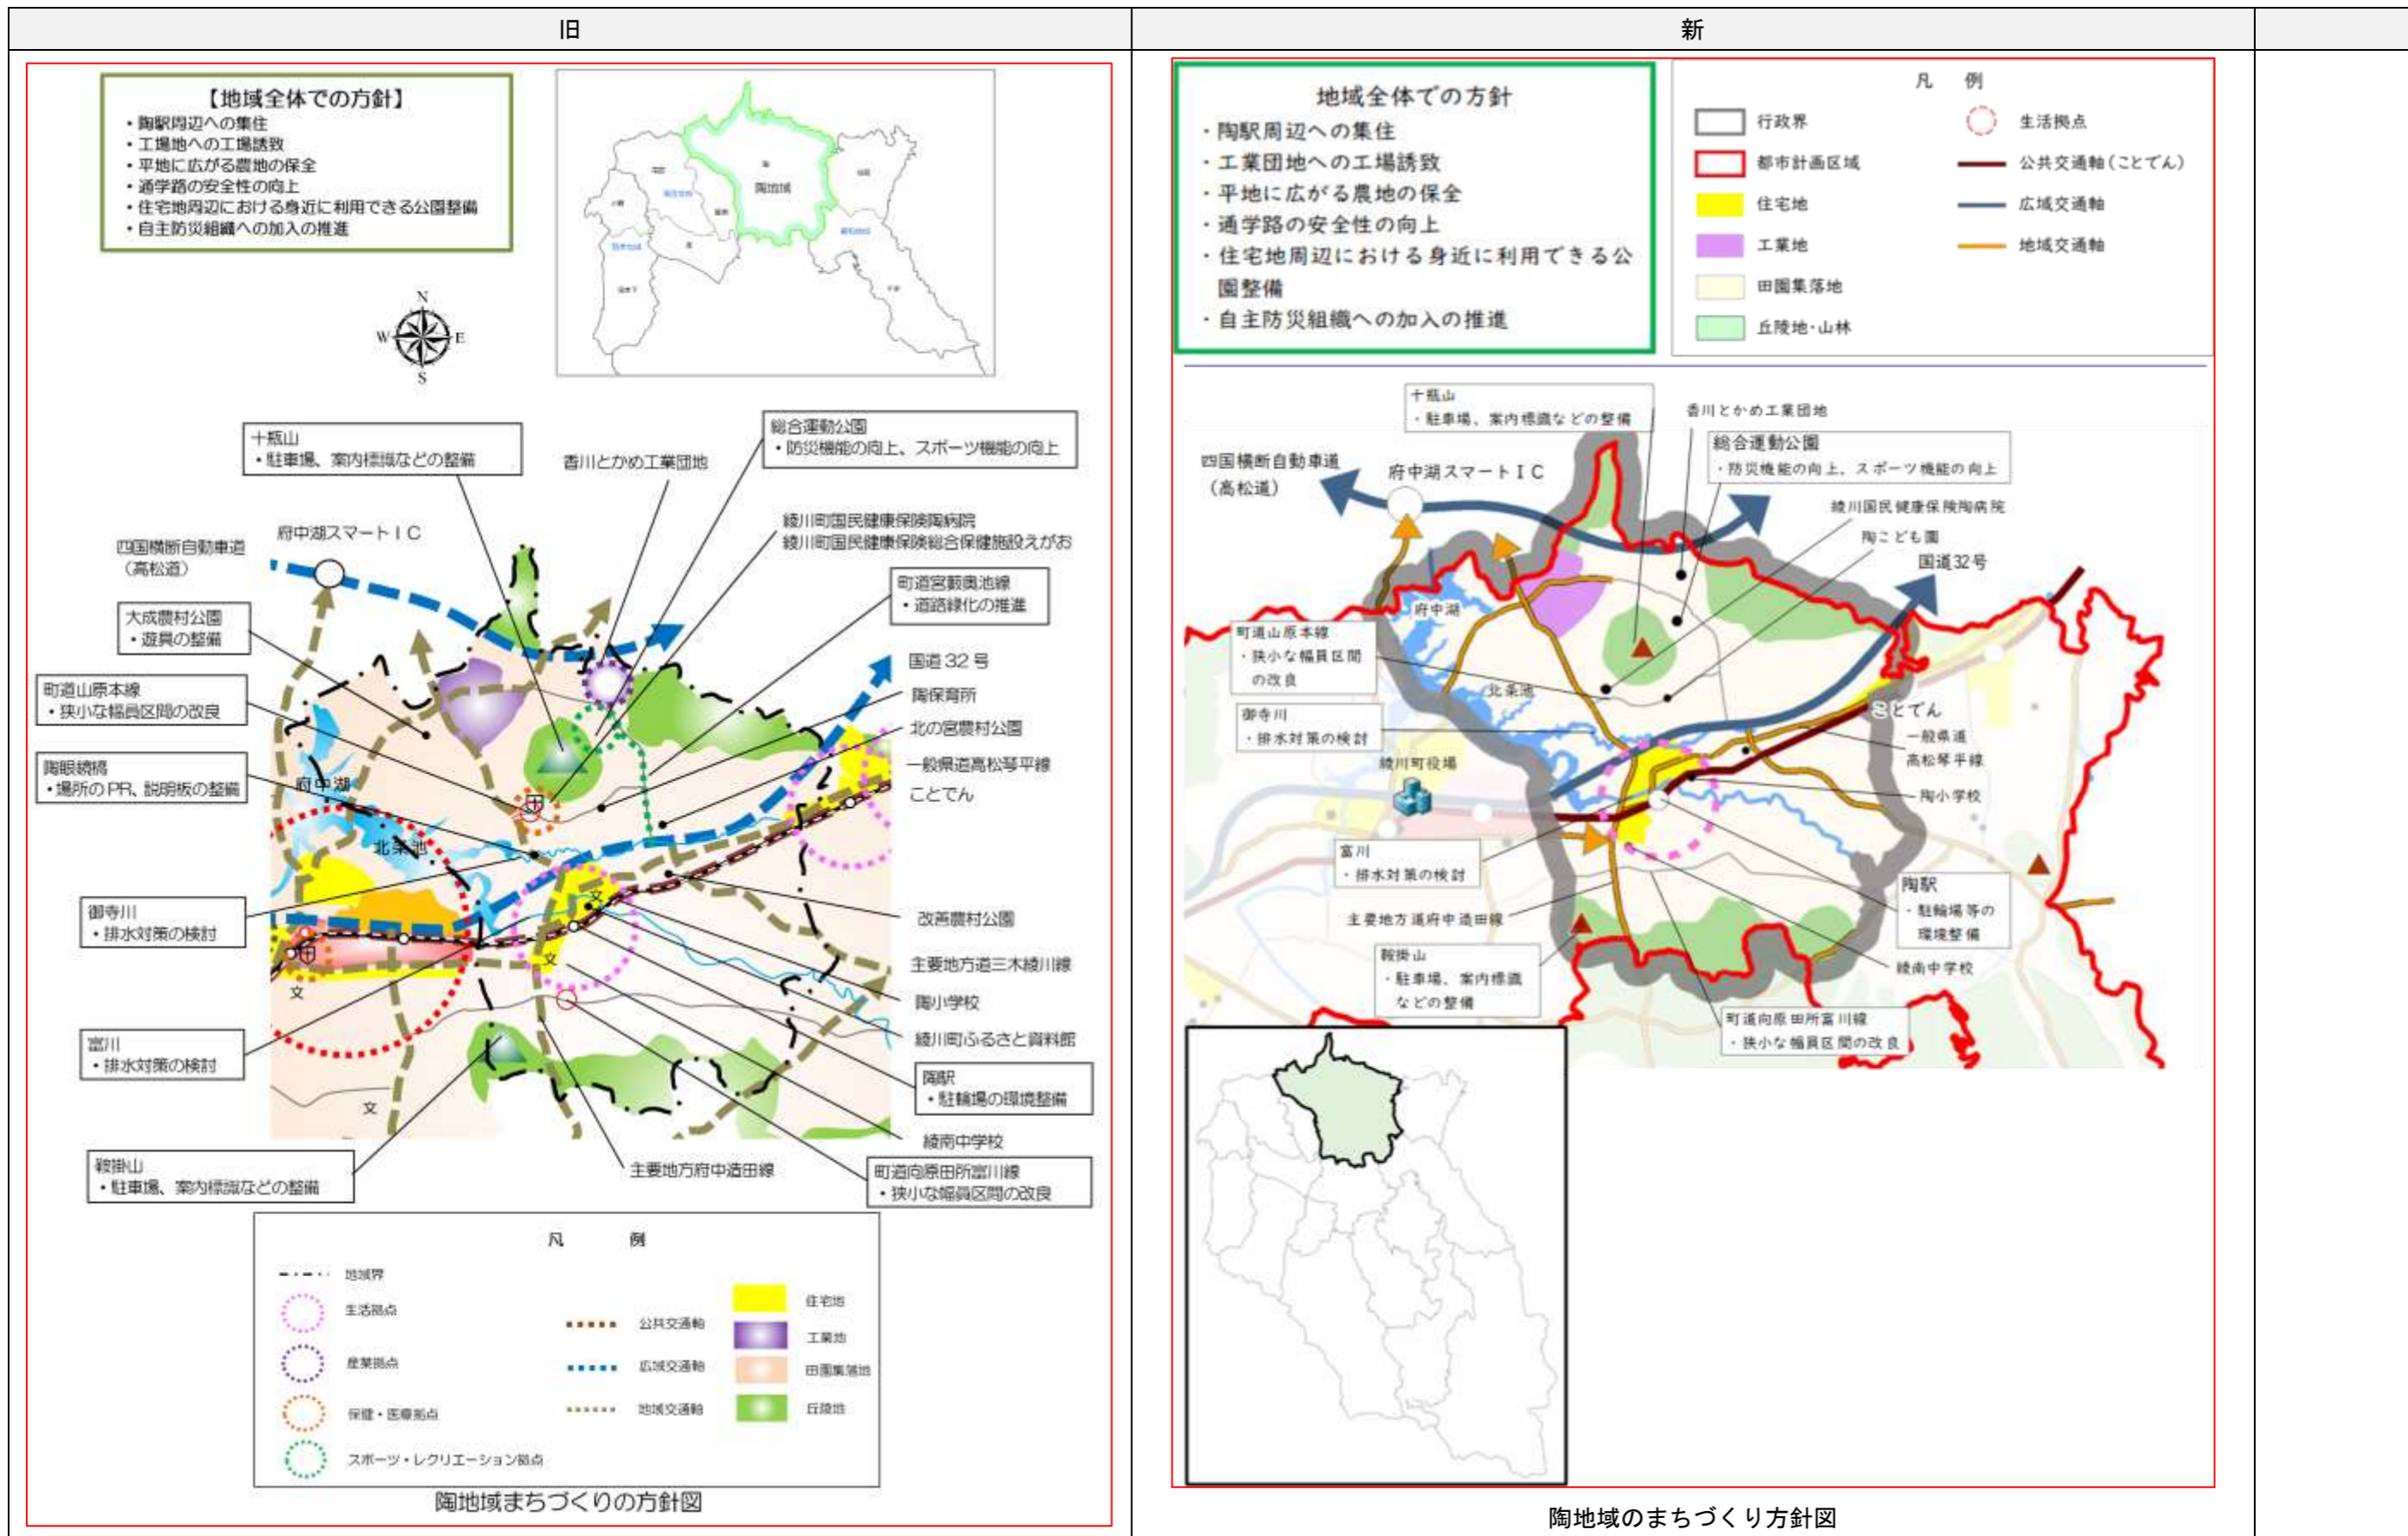 旧
新
【地域全体での方針】
・陶駅周辺への集住
・工場地への工場誘致
・平地に広がる農地の保全
・通学路の安全性の向上
・住宅地周辺における身近に利用できる公園整備
・自主防災組織への加入の推進
陶
陶地域
N
W
E
S
十瓶山
・駐車場、案内標識などの整備
総合運動公園
・防災機能の向上、スポーツ機能の向上
香川とかめ工業団地
綾川町国民健康保険陶病院
綾川町国民健康保険総合保健施設えがお
府中湖スマートIC
四国横断自動車道
（高松道）
町道宮藪奥池線
・道路緑化の推進
大成農村公園
・遊具の整備
国道32号
陶保育所
町道山原本線
・狭小な幅員区間の改良
北の宮農村公園
一般県道高松琴平線
ことでん
陶眼鏡橋
・場所のPR、説明板の整備
府中湖
北条池
御寺川
・排水対策の検討
改善農村公園
主要地方道三木綾川線
陶小学校
文
文
文
文
富川
・排水対策の検討
綾川町ふるさと資料館
陶駅
・駐輪場の環境整備
綾南中学校
鞍掛山
・駐車場、案内標識などの整備
主要地方府中造田線
町道向原田所富川線
・狭小な幅員区間の改良
凡　例
地域界
生活拠点
産業拠点
保健・医療拠点
スポーツ・レクリエーション拠点
公共交通軸
広域交通軸
地域交通軸
住宅地
工業地
田園集落地
丘陵地
陶地域まちづくりの方針図
地域全体での方針
・陶駅周辺への集住
・工業団地への工場誘致
・平地に広がる農地の保全
・通学路の安全性の向上
・住宅地周辺における身近に利用できる公
園整備
・自主防災組織への加入の推進
凡　例
行政界
都市計画区域
住宅地
工業地
田園集落地
丘陵地・山林
生活拠点
公共交通軸（ことでん）
広域交通軸
地域交通軸
十瓶山
・駐車場、案内標識などの整備
香川とかめ工業団地
総合運動公園
・防災機能の向上、スポーツ機能の向上
四国横断自動車道
（高松道）
府中湖スマートIC
綾川国民健康保険陶病院
陶こども園
国道32号
府中湖
町道山原本線
・狭小な幅員区間
の改良
北条池
御寺川
・排水対策の検討
ことでん
一般県道
高松琴平線
綾川町役場
陶小学校
富川
・排水対策の検討
陶駅
・駐輪場等の
環境整備
主要地方道府中造田線
鞍掛山
・駐車場、案内標識
などの整備
綾南中学校
町道向原田所富川線
・狭小な幅員区間の改良
陶地域のまちづくり方針図